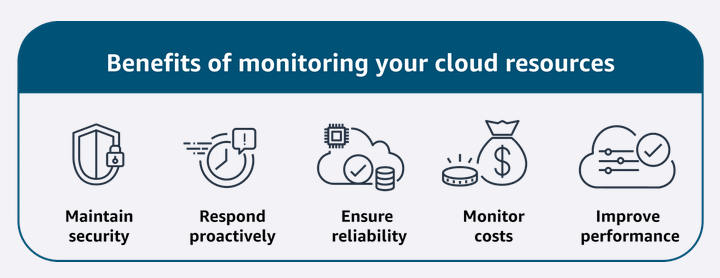 Benefits of monitoring your cloud resources
!
$
Maintain
security
Respond
proactively
Ensure
reliability
Monitor
costs
Improve
performance